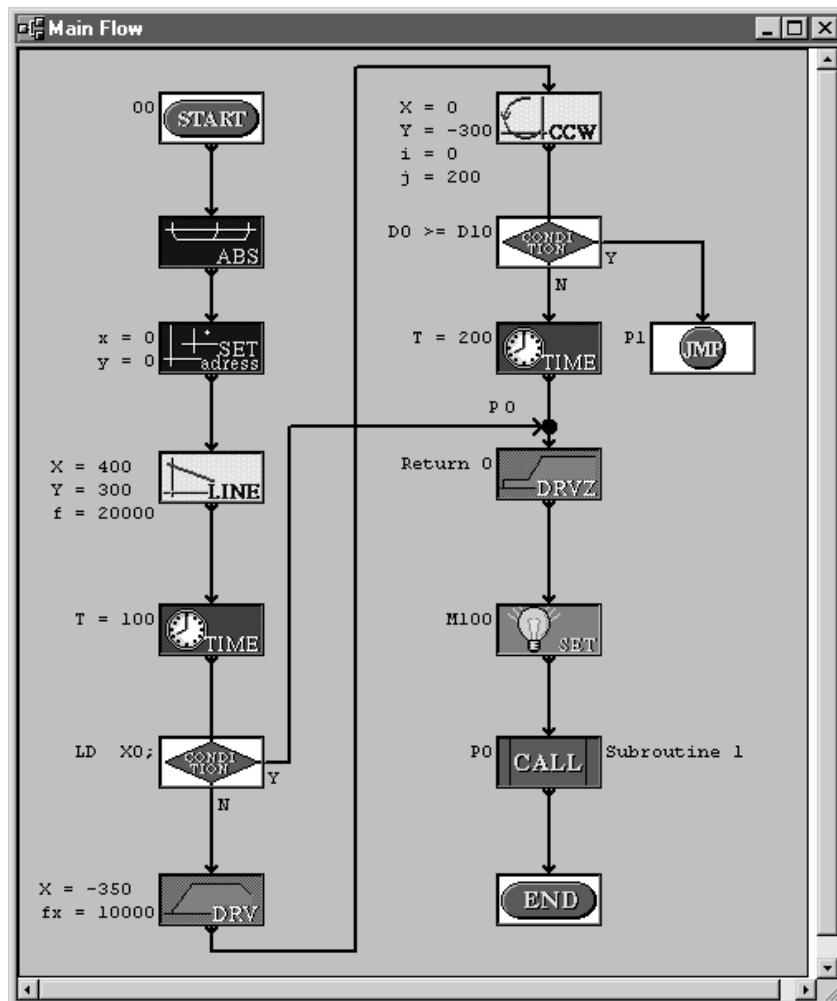 Main Flow
00
START
ABS
x = 0
y = 0
SET
adress
X = 400
Y = 300
f = 20000
LINE
T = 100
TIME
LD X0;
CONDI
TION
Y
N
X = -350
fx = 10000
DRV
X = 0
Y = -300
i = 0
j = 200
CCW
D0 >= D10
CONDI
TION
Y
N
T = 200
TIME
P1
JMP
P0
Return 0
DRVZ
M100
SET
P0
CALL
Subroutine 1
END